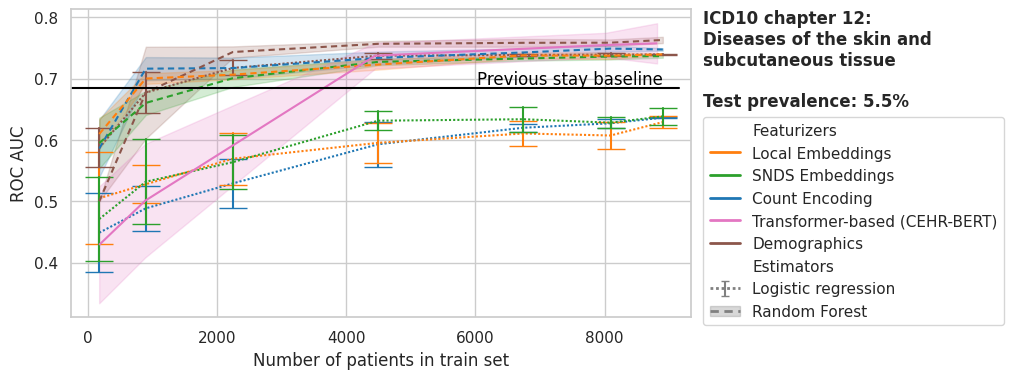 0.8
0.7
0.6
0.5
0.4
ROC AUC
Previous stay baseline
0
2000
4000
6000
8000
Number of patients in train set
ICD10 chapter 12:
Diseases of the skin and
subcutaneous tissue
Test prevalence: 5.5%
Featurizers
Local Embeddings
SNDS Embeddings
Count Encoding
Transformer-based (CEHR-BERT)
Demographics
Estimators
Logistic regression
Random Forest